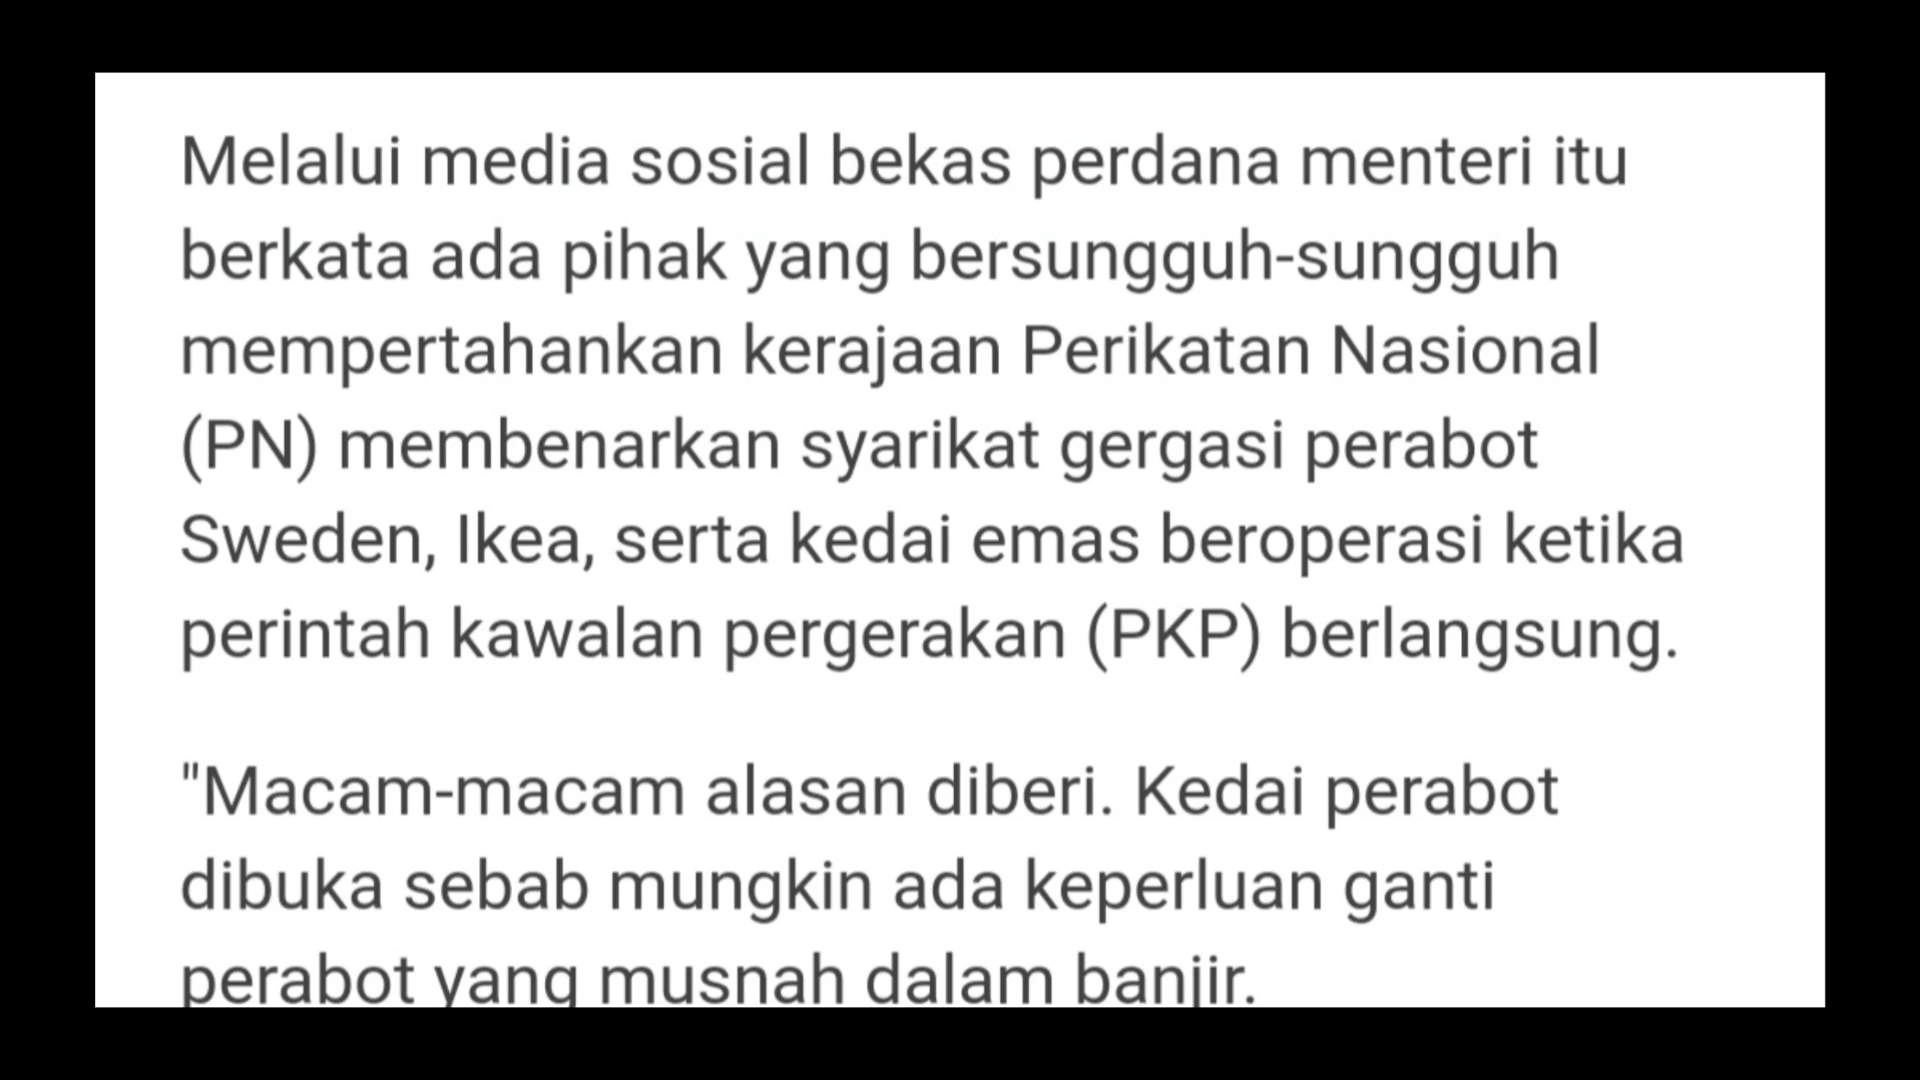 Melalui media sosial bekas perdana menteri itu
berkata ada pihak yang bersungguh-sungguh
mempertahankan kerajaan Perikatan Nasional
(PN) membenarkan syarikat gergasi perabot
Sweden, Ikea, serta kedai emas beroperasi ketika
perintah kawalan pergerakan (PKP) berlangsung.
"Macam-macam alasan diberi. Kedai perabot
dibuka sebab mungkin ada keperluan ganti
perabot yang musnah dalam banjir.